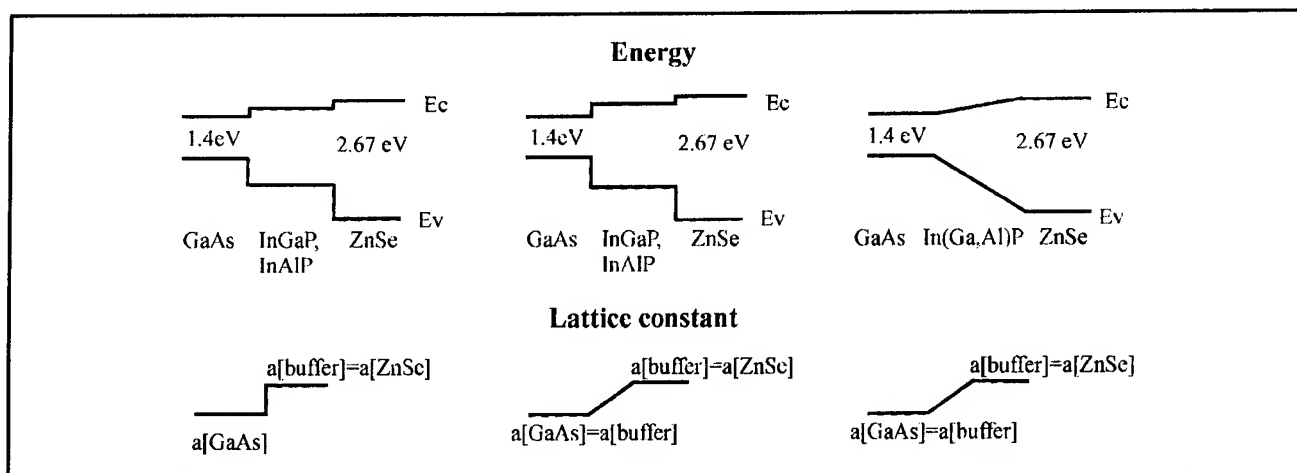 Energy
Ec Ec Ec
1.4eV 2.67 eV 1.4eV 2.67 eV 1.4 eV 2.67 eV
Ev Ev Ev
GaAs InGaP, ZnSe GaAs InGaP, ZnSe GaAs In(Ga,Al)P ZnSe
InAlP InAlP
Lattice constant
a[buffer]=a[ZnSe] a[buffer]=a[ZnSe] a[buffer]=a[ZnSe]
a[GaAs] a[GaAs]=a[buffer] a[GaAs]=a[buffer]